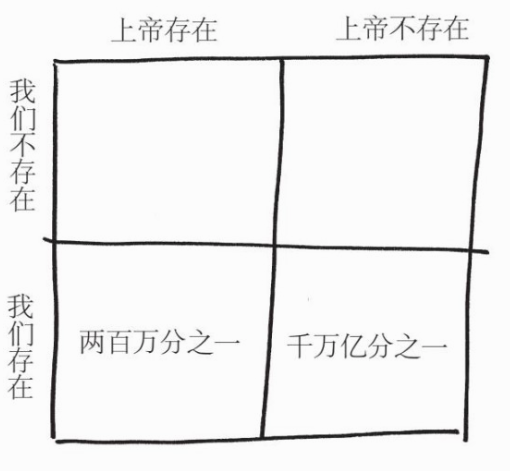 上帝存在
上帝不存在
我们不存在
我们存在
两百万分之一
千万亿分之一